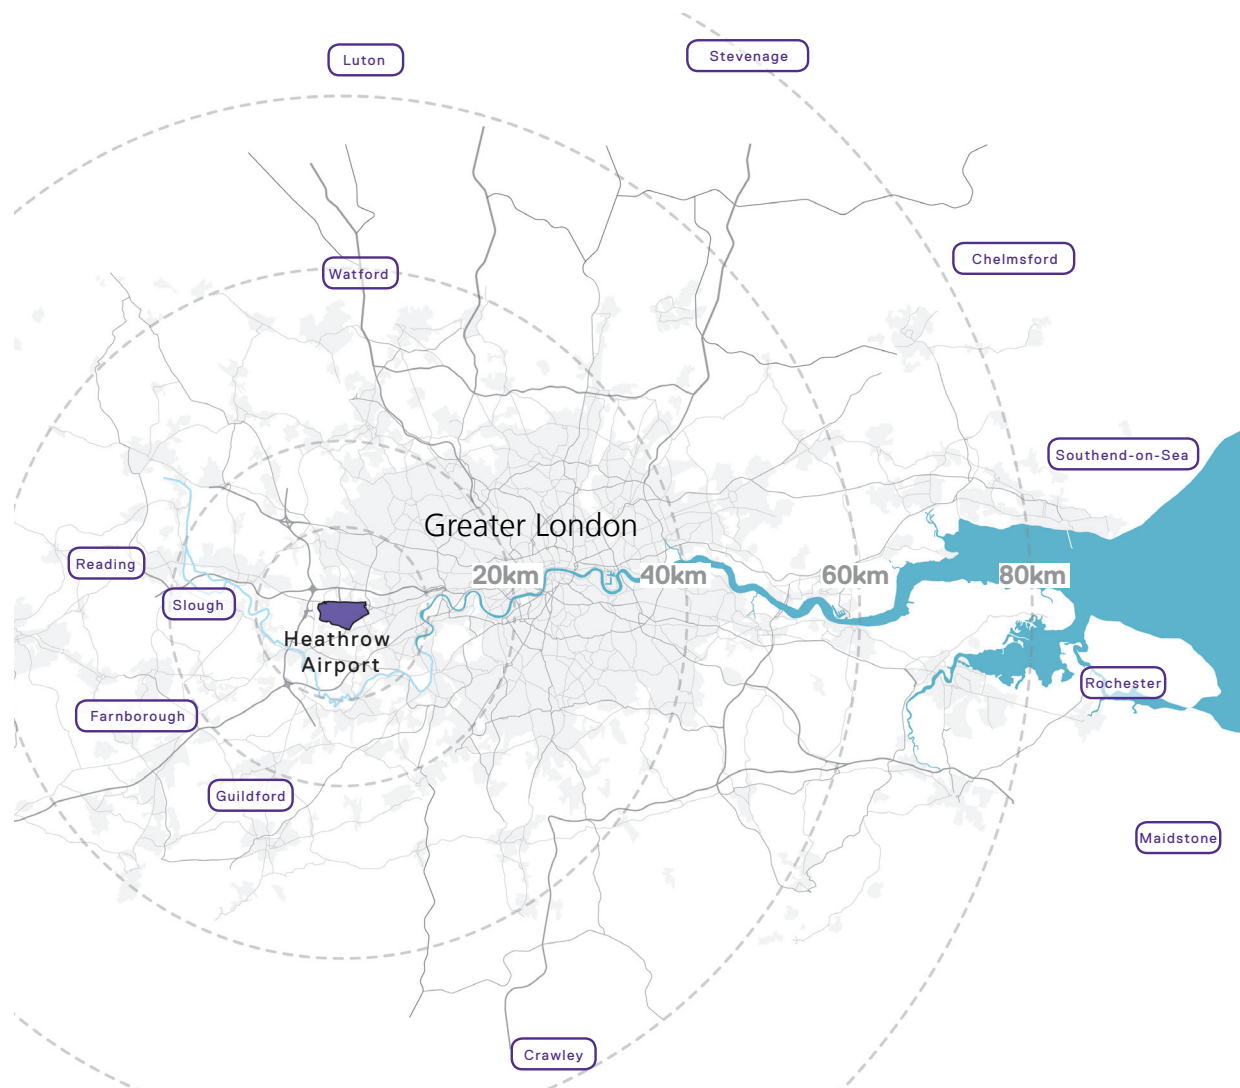 Stevenage
Luton
Chelmsford
Watford
Southend-on-Sea
Greater London
Reading
20km
40km
60km
80km
Slough
Heathrow
Airport
Rochester
Farnborough
Guildford
Maidstone
Crawley